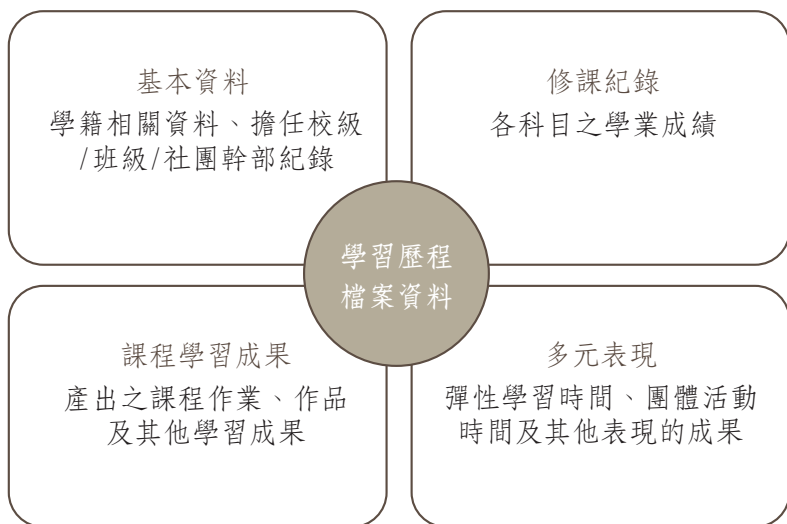 基本資料
學籍相關資料、擔任校級
/班級/社團幹部紀錄
修課紀錄
各科目之學業成績
學習歷程
檔案資料
課程學習成果
產出之課程作業、作品
及其他學習成果
多元表現
彈性學習時間、團體活動
時間及其他表現的成果